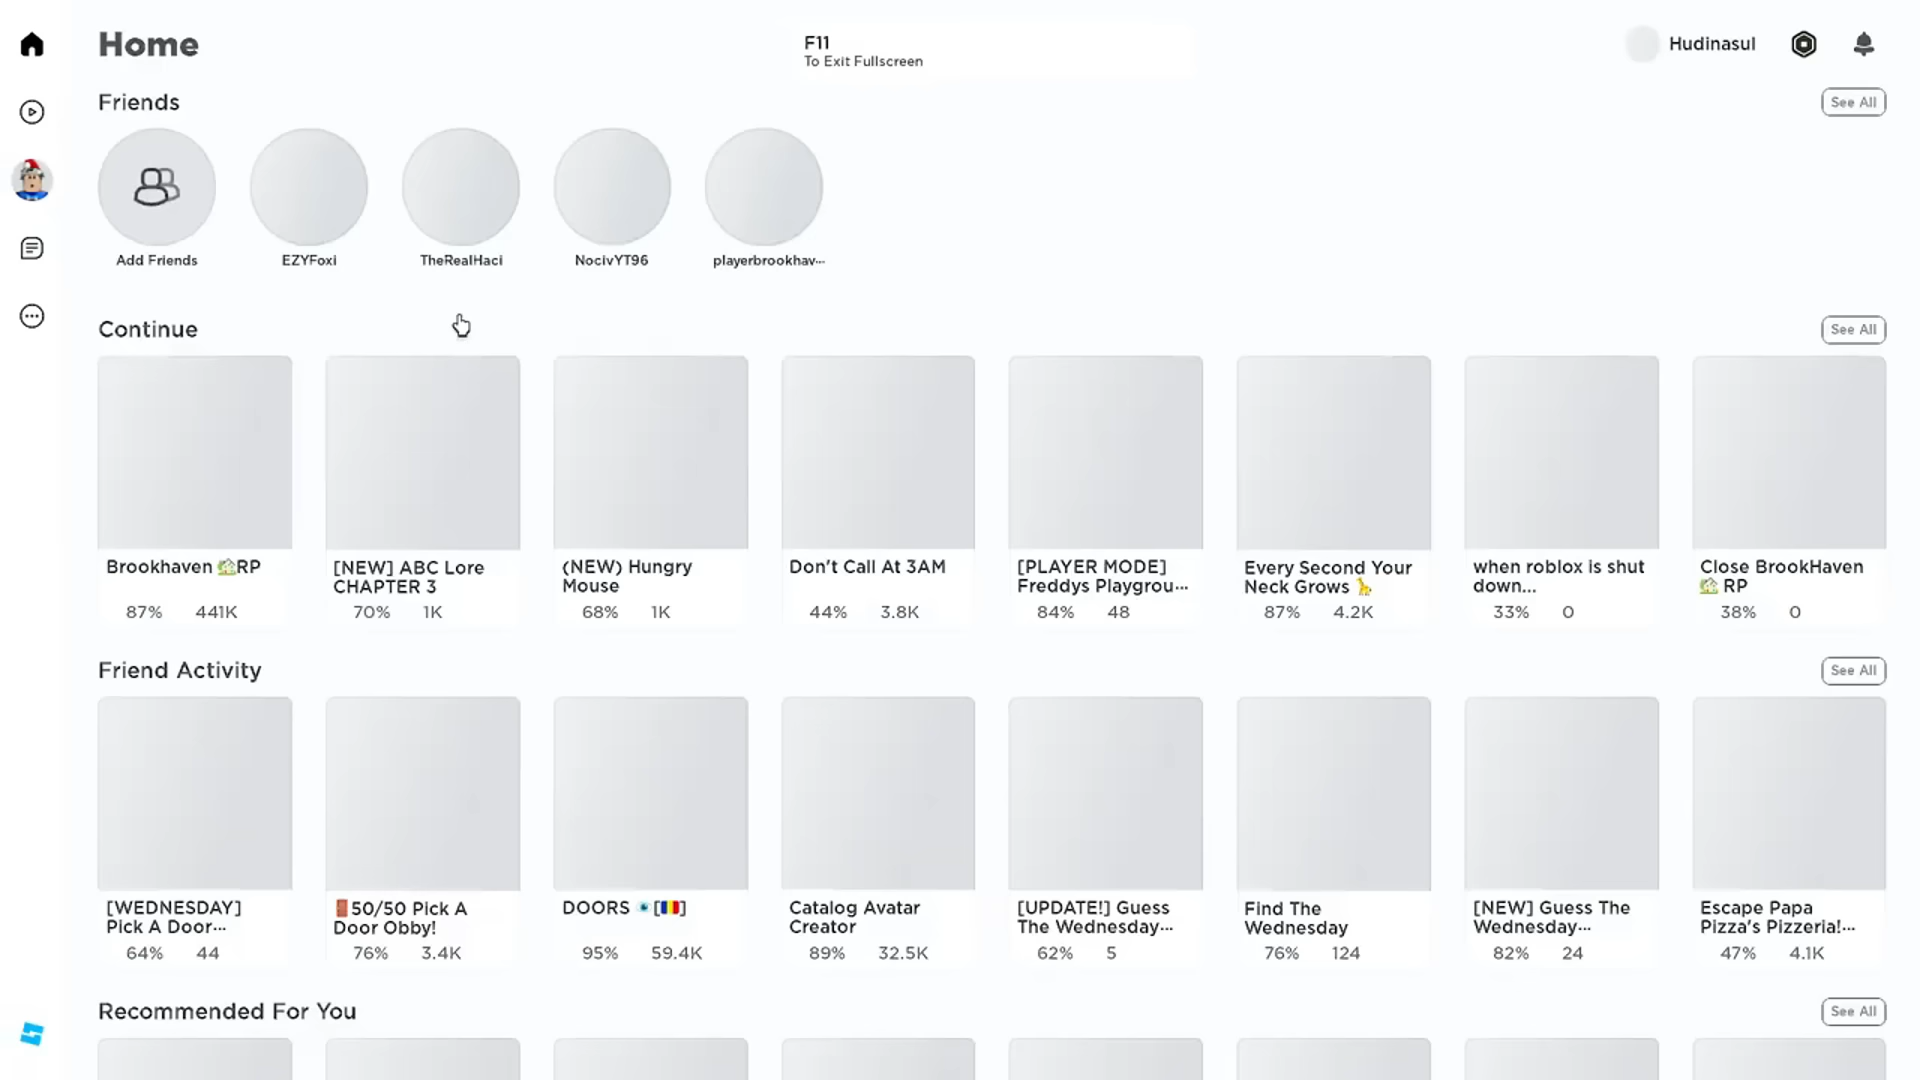 Home
F11
To Exit Fullscreen
Hudinasul
Friends
See All
Add Friends
EZYFoxi
TheRealHaci
NocivYT96
playerbrookhav...
Continue
See All
Brookhaven 🏡RP
87% 441K
[NEW] ABC Lore
CHAPTER 3
70% 1K
(NEW) Hungry
Mouse
68% 1K
Don't Call At 3AM
44% 3.8K
[PLAYER MODE]
Freddys Playgrou...
84% 48
Every Second Your
Neck Grows 🦒
87% 4.2K
when roblox is shut
down...
33% 0
Close BrookHaven
🏡 RP
38% 0
Friend Activity
See All
[WEDNESDAY]
Pick A Door...
64% 44
🚪50/50 Pick A
Door Obby!
76% 3.4K
DOORS 👁️[🇷🇴]
95% 59.4K
Catalog Avatar
Creator
89% 32.5K
[UPDATE!] Guess
The Wednesday...
62% 5
Find The
Wednesday
76% 124
[NEW] Guess The
Wednesday...
82% 24
Escape Papa
Pizza's Pizzeria!...
47% 4.1K
Recommended For You
See All